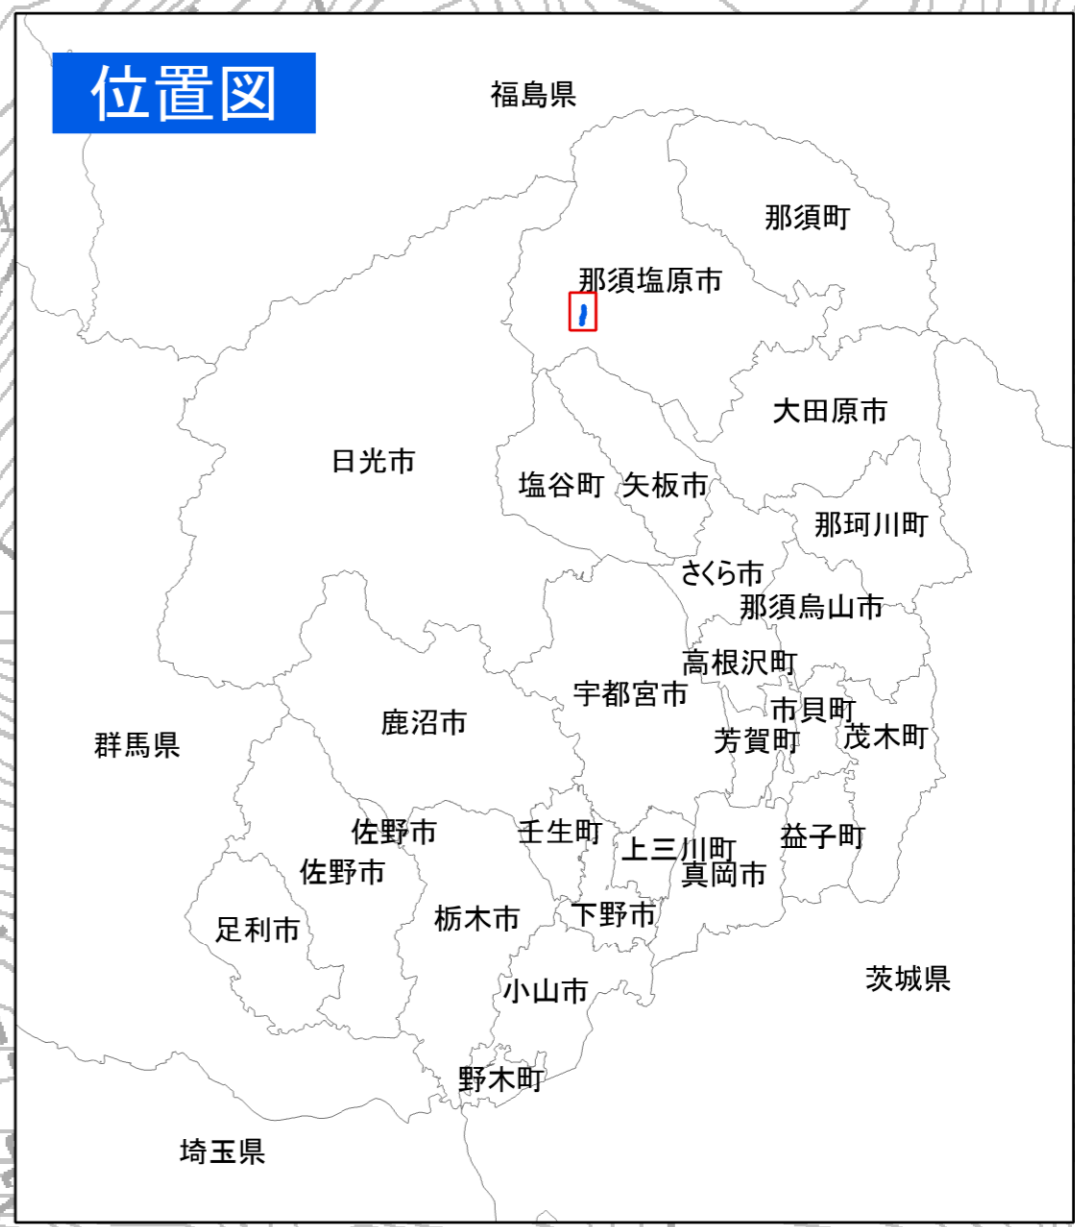 位置図
福島県
那須町
那須塩原市
大田原市
日光市
塩谷町
矢板市
那珂川町
さくら市
那須烏山市
高根沢町
宇都宮市
市貝町
鹿沼市
茂木町
芳賀町
群馬県
佐野市
壬生町
益子町
上三川町
佐野市
真岡市
下野市
栃木市
足利市
茨城県
小山市
野木町
埼玉県